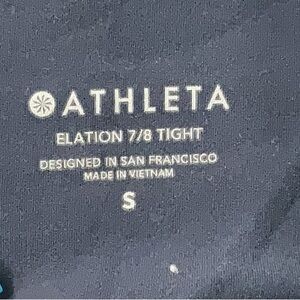 ATHLETA
ELATION 7/8 TIGHT
DESIGNED IN SAN FRANCISCO
MADE IN VIETNAM
S